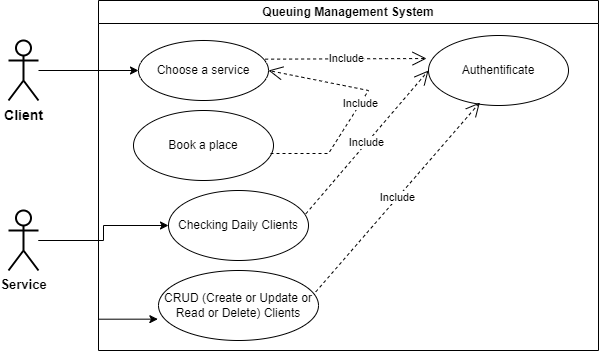 Queuing Management System
Choose a service
Include
Authentificate
Include
Client
Book a place
Include
Include
Checking Daily Clients
Service
CRUD (Create or Update or
Read or Delete) Clients